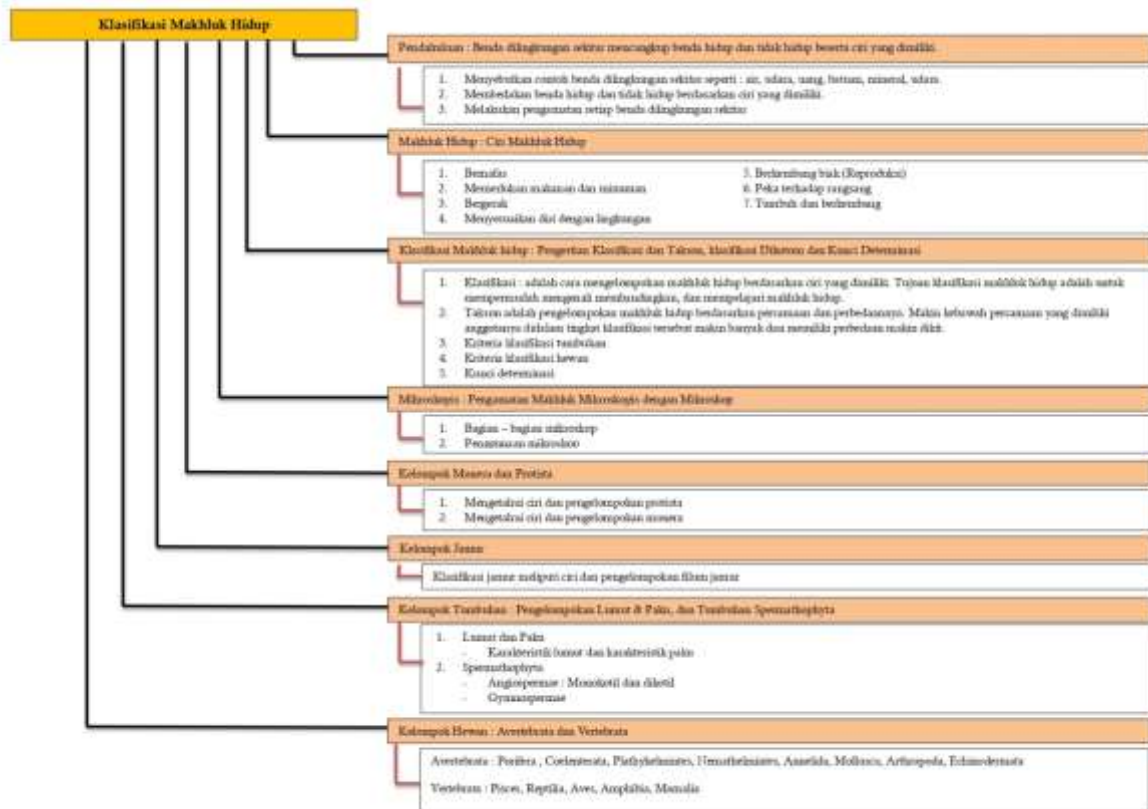 Klasifikasi Makhluk Hidup
Pendahuluan : Benda dilingkungan sekitar mencangkup benda hidup dan tidak hidup beserta ciri yang dimiliki.
1. Menyebutkan contoh benda dilingkungan sekitar seperti : air, udara, uang, hutan, mineral, udara.
2. Membedakan benda hidup dan tidak hidup berdasarkan ciri yang dimiliki.
3. Melakukan pengamatan setiap benda dilingkungan sekitar
Makhluk Hidup : Ciri Makhluk Hidup
1. Bernafas
2. Memerlukan makanan dan minuman
3. Bergerak
4. Menyesuaikan diri dengan lingkungan
5. Berkembang biak (Reproduksi)
6. Peka terhadap rangsang
7. Tumbuh dan berkembang
Klasifikasi Makhluk hidup : Pengertian Klasifikasi dan Takson, klasifikasi Dikotom dan Kunci Determinasi
1. Klasifikasi : adalah cara mengelompokan makhluk hidup berdasarkan ciri yang dimiliki. Tujuan klasifikasi makhluk hidup adalah untuk
mempermudah mengenali membandingkan, dan mempelajari makhluk hidup.
2. Takson adalah pengelompokan makhluk hidup berdasarkan persamaan dan perbedaannya. Makin kebawah persamaan yang dimiliki
anggotanya didalam tingkat klasifikasi tersebut makin banyak dan memiliki perbedaan makin dikit.
3. Kriteria klasifikasi tumbuhan
4. Kriteria klasifikasi hewan
5. Kunci determinasi
Mikroskopis : Pengamatan Makhluk Mikroskopis dengan Mikroskop
1. Bagian – bagian mikroskop
2. Penggunaan mikroskop
Kelompok Monera dan Protista
1. Mengetahui ciri dan pengelompokan protista
2. Mengetahui ciri dan pengelompokan monera
Kelompok Jamur
Klasifikasi jamur meliputi ciri dan pengelompokan filum jamur
Kelompok Tumbuhan : Pengelompokan Lumut & Paku, dan Tumbuhan Spermathophyta
1. Lumut dan Paku
- Karakteristik lumut dan karakteristik paku
2. Spermathophyta
- Angiospermae : Monokotil dan dikotil
- Gymnospermae
Kelompok Hewan : Avertebrata dan Vertebrata
Avertebrata : Porifera , Coelenterata, Plathyhelmintes, Nemathelmintes, Annelida, Mollusca, Arthropoda, Echinodermata
Vertebrata : Pisces, Reptilia, Aves, Amphibia, Mamalia